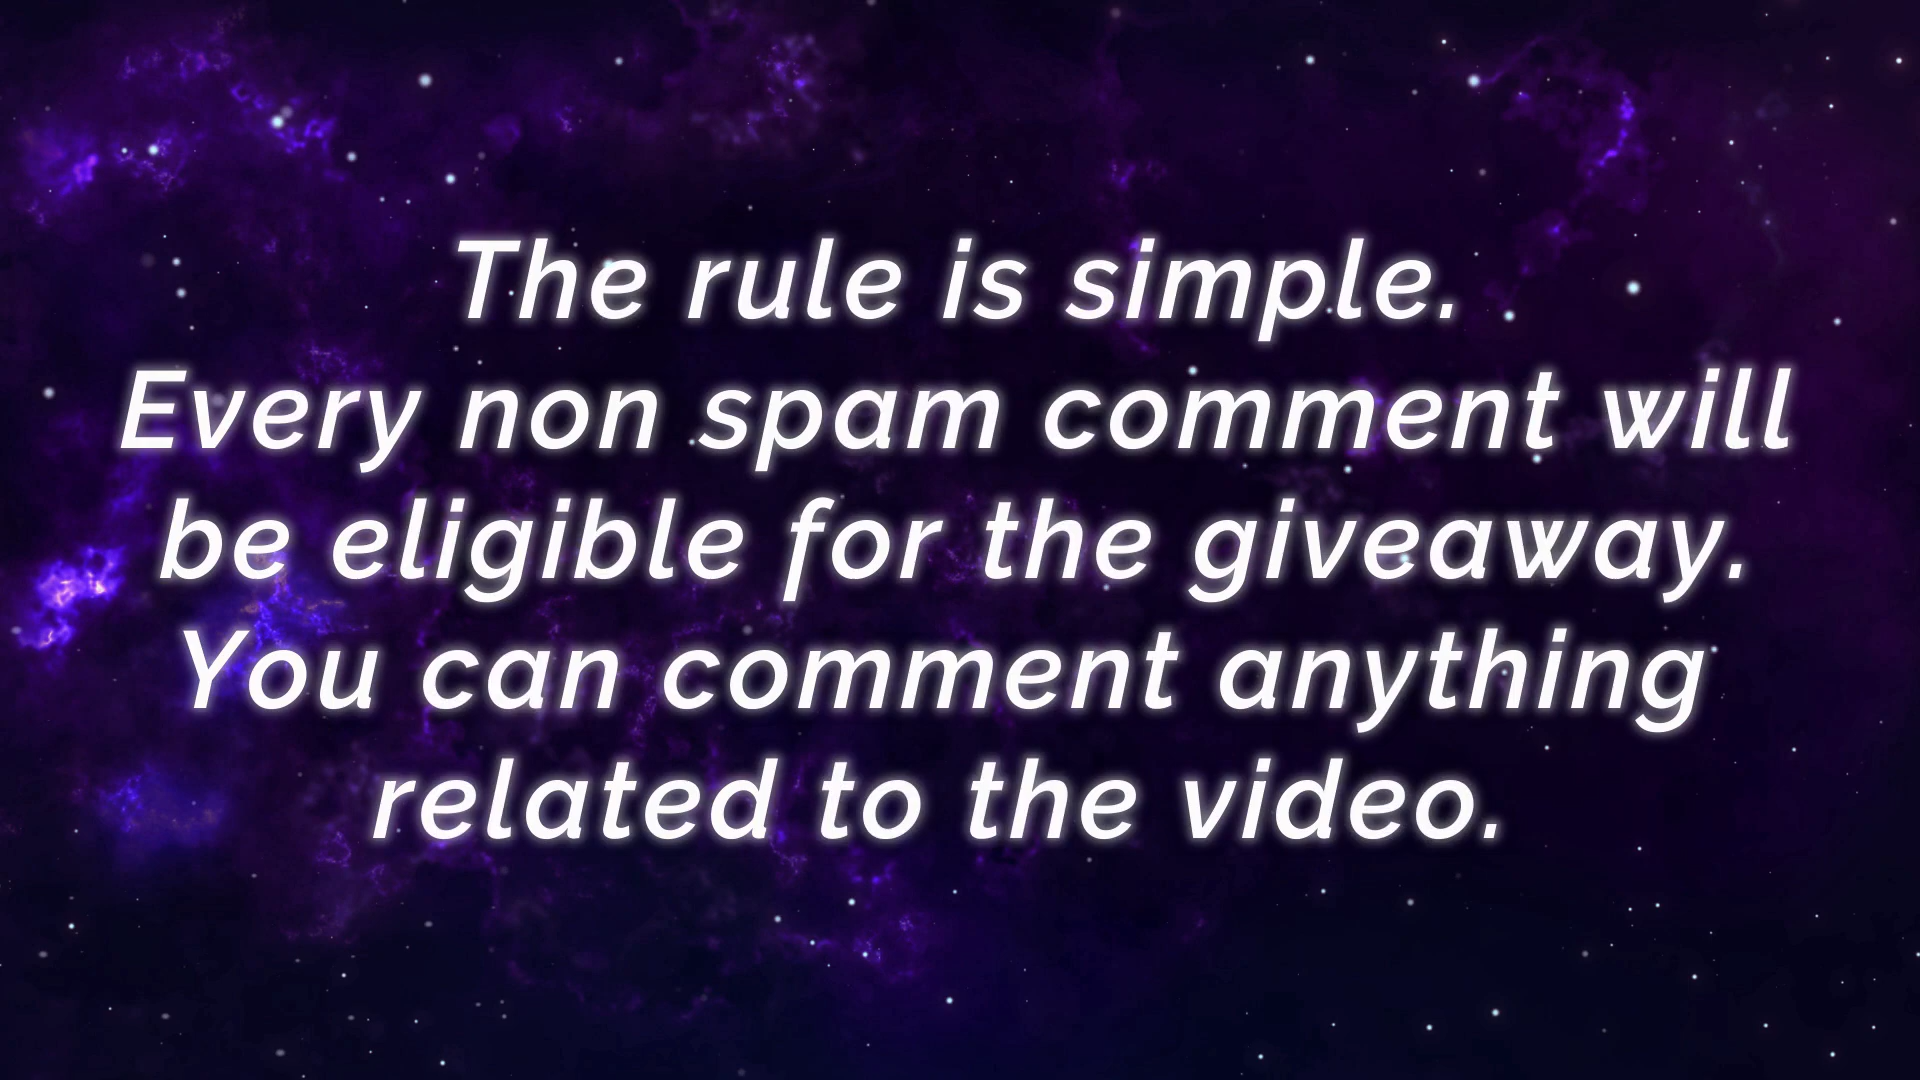 The rule is simple.
Every non spam comment will
be eligible for the giveaway.
You can comment anything
related to the video.